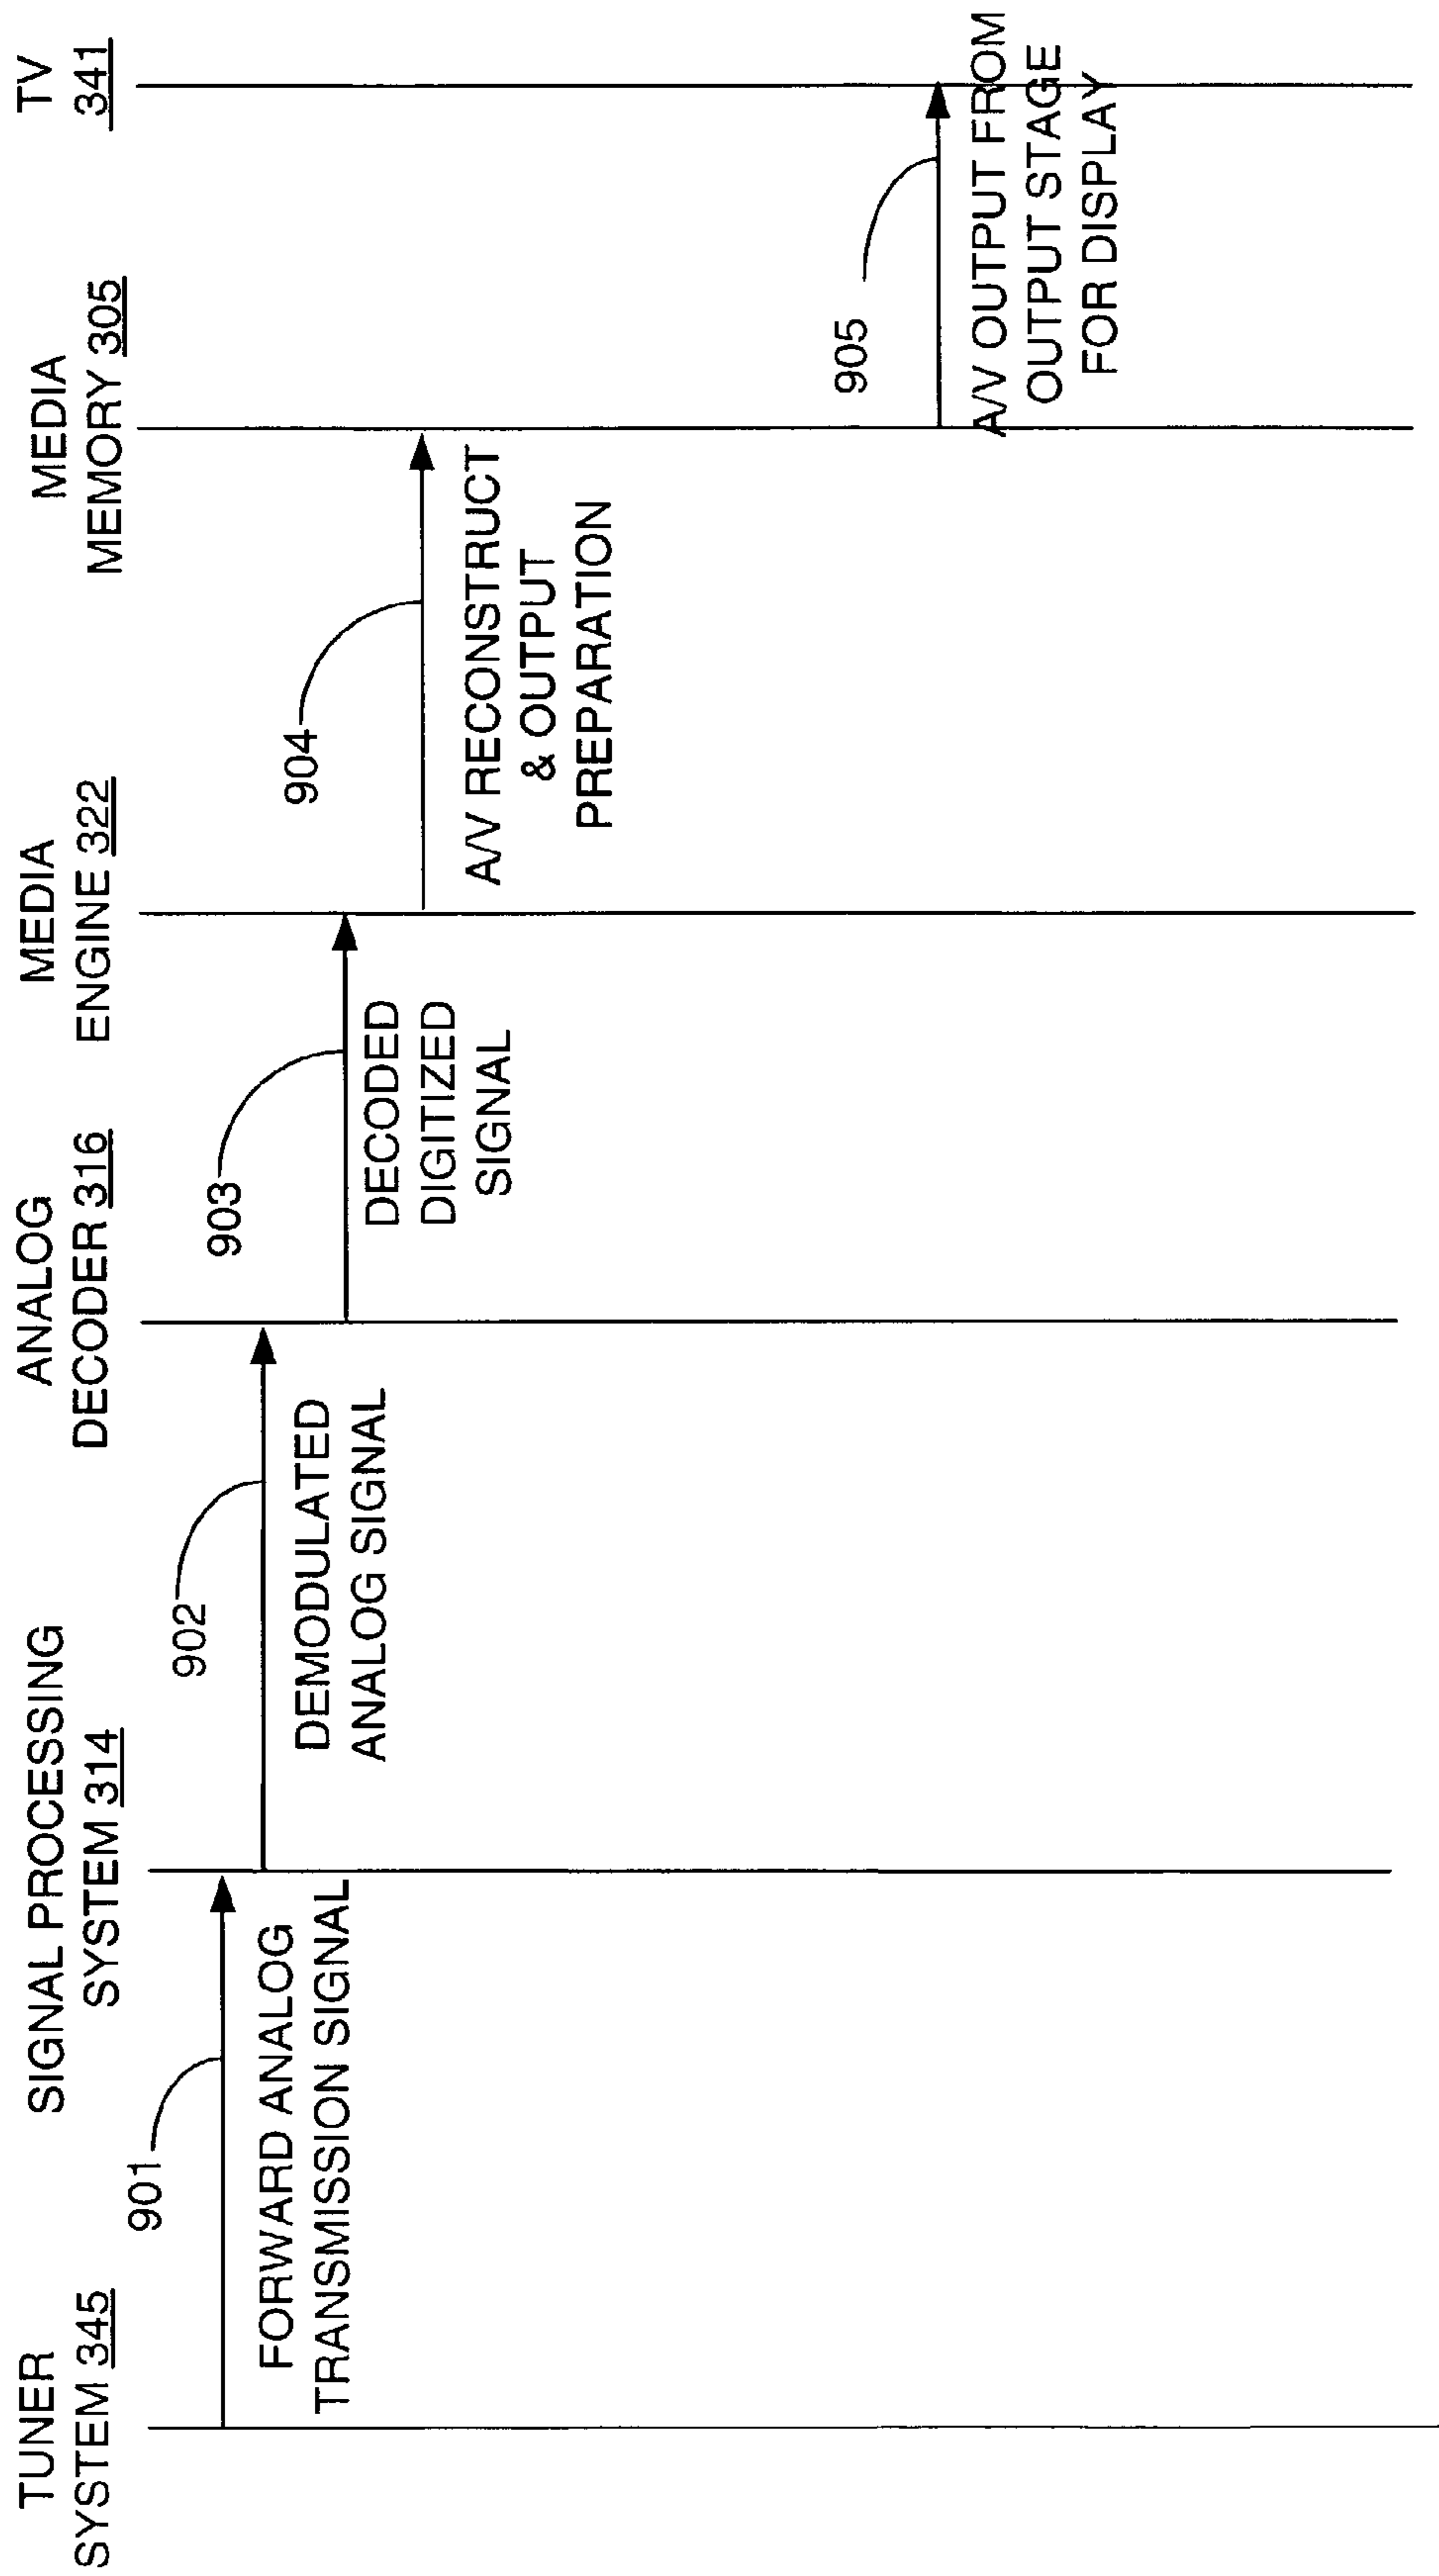 TUNER
SYSTEM 345
SIGNAL PROCESSING
SYSTEM 314
ANALOG
DECODER 316
MEDIA
ENGINE 322
MEDIA
MEMORY 305
TV
341
901
FORWARD ANALOG
TRANSMISSION SIGNAL
902
DEMODULATED
ANALOG SIGNAL
903
DECODED
DIGITIZED
SIGNAL
904
A/V RECONSTRUCT
& OUTPUT
PREPARATION
905
A/V OUTPUT FROM
OUTPUT STAGE
FOR DISPLAY